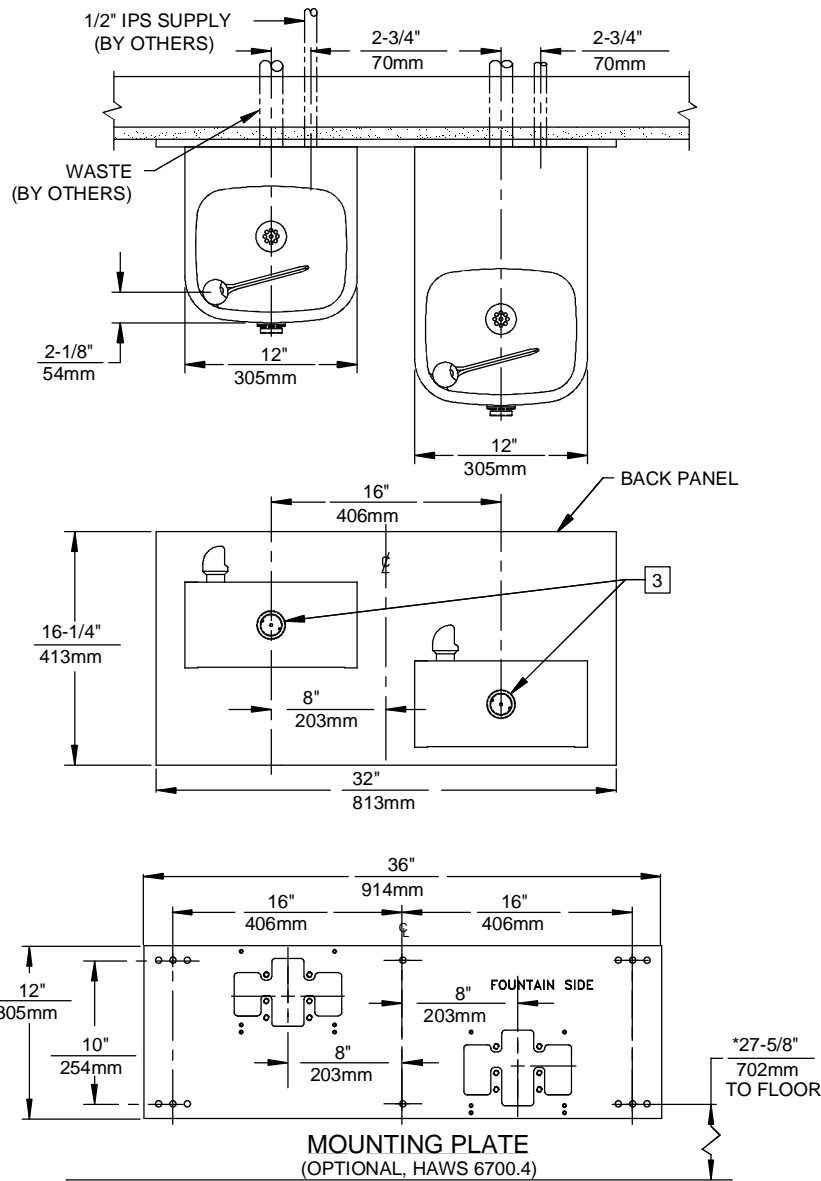 1/2" IPS SUPPLY
(BY OTHERS)
2-3/4"
70mm
2-3/4"
70mm
WASTE
(BY OTHERS)
2-1/8"
54mm
12"
305mm
12"
305mm
16"
406mm
BACK PANEL
℄
3
16-1/4"
413mm
8"
203mm
32"
813mm
36"
914mm
16"
406mm
16"
406mm
℄
12"
305mm
FOUNTAIN SIDE
8"
203mm
10"
254mm
8"
203mm
*27-5/8"
702mm
TO FLOOR
MOUNTING PLATE
(OPTIONAL, HAWS 6700.4)